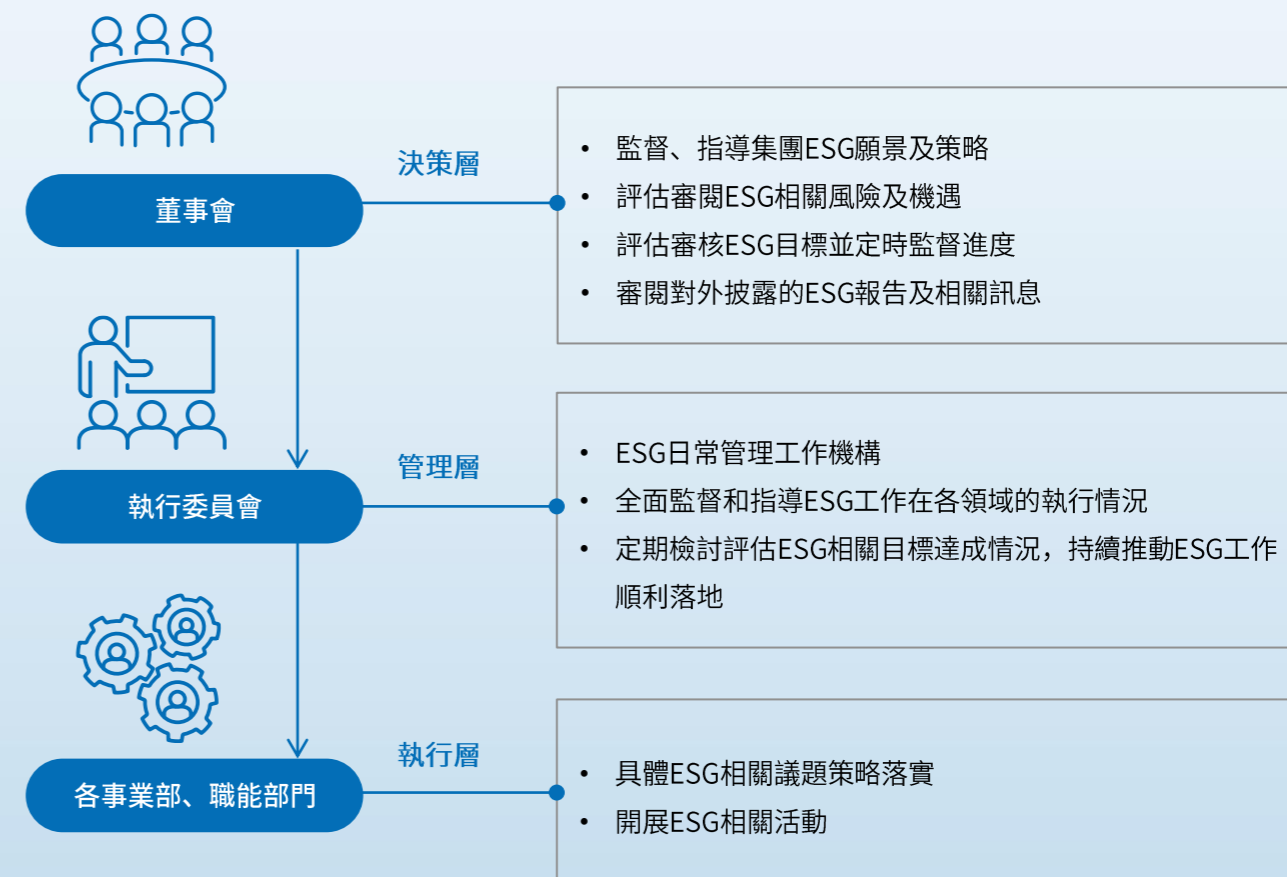 決策層
董事會
• 監督、指導集團ESG願景及策略
• 評估審閱ESG相關風險及機遇
• 評估審核ESG目標並定時監督進度
• 審閱對外披露的ESG報告及相關訊息
管理層
執行委員會
• ESG日常管理工作機構
• 全面監督和指導ESG工作在各領域的執行情況
• 定期檢討評估ESG相關目標達成情況，持續推動ESG工作
順利落地
執行層
各事業部、職能部門
• 具體ESG相關議題策略落實
• 開展ESG相關活動